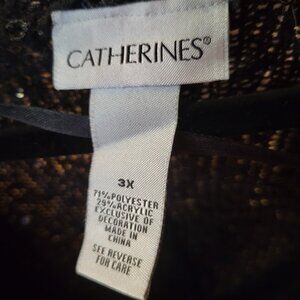 CATHERINES®
3X
71% POLYESTER
29% ACRYLIC
EXCLUSIVE OF
DECORATION
MADE IN
CHINA
SEE REVERSE
FOR CARE